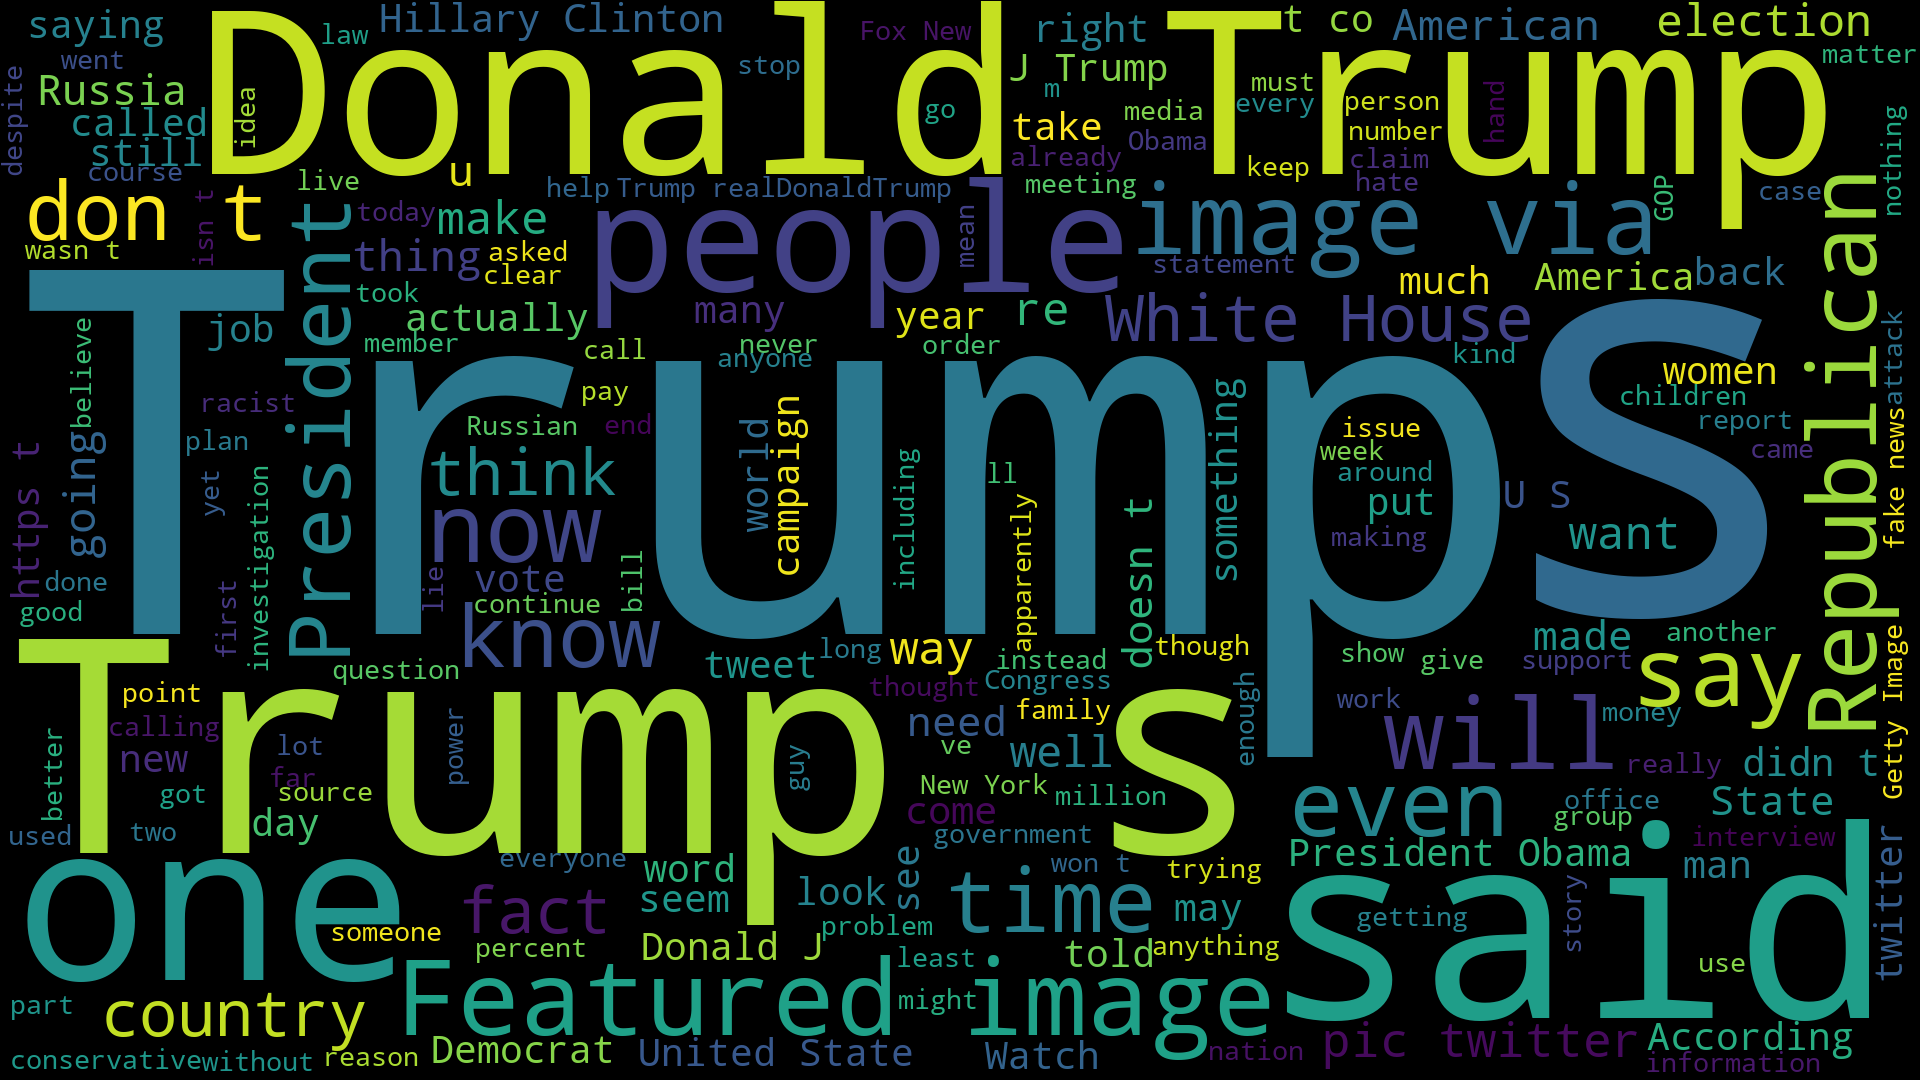 saying
Hillary Clinton
law
Fox New
right
t co
American
election
went
Donald Trump
stop
J Trump
matter
despite
Russia
idea
m
must
every
person
hand
called
go
take
media
Obama
number
nothing
still
already
keep
claim
course
live
u
help
Trump realDonaldTrump
meeting
hate
GOP
case
don t
isn t
today
make
people
mean
image via
Republican
wasn t
President
thing
asked
clear
statement
much
America
back
took
Trump
S
job
actually
many
year
re
White House
attack
believe
member
call
never
anyone
order
kind
women
racist
pay
children
Russian
end
world
campaign
something
issue
report
plan
week
came
fake news
https t
going
yet
investigation
think
including
ll
around
put
U S
now
apparently
doesn t
making
want
done
first
lie
vote
bill
good
continue
know
way
though
made
another
Trump s
question
tweet
long
instead
show
give
support
say
Getty Image
point
thought
Congress
enough
work
calling
power
need
family
will
money
better
new
lot
guy
ve
well
really
didn t
far
got
source
New York
million
come
even
office
State
used
two
day
government
group
interview
one
everyone
word
see
won t
trying
President Obama
man
twitter
fact
seem
look
time
may
said
story
getting
someone
percent
Donald J
problem
told
anything
least
use
part
country
Featured image
might
pic twitter
According
conservative
without
reason
Democrat
United State
Watch
nation
information